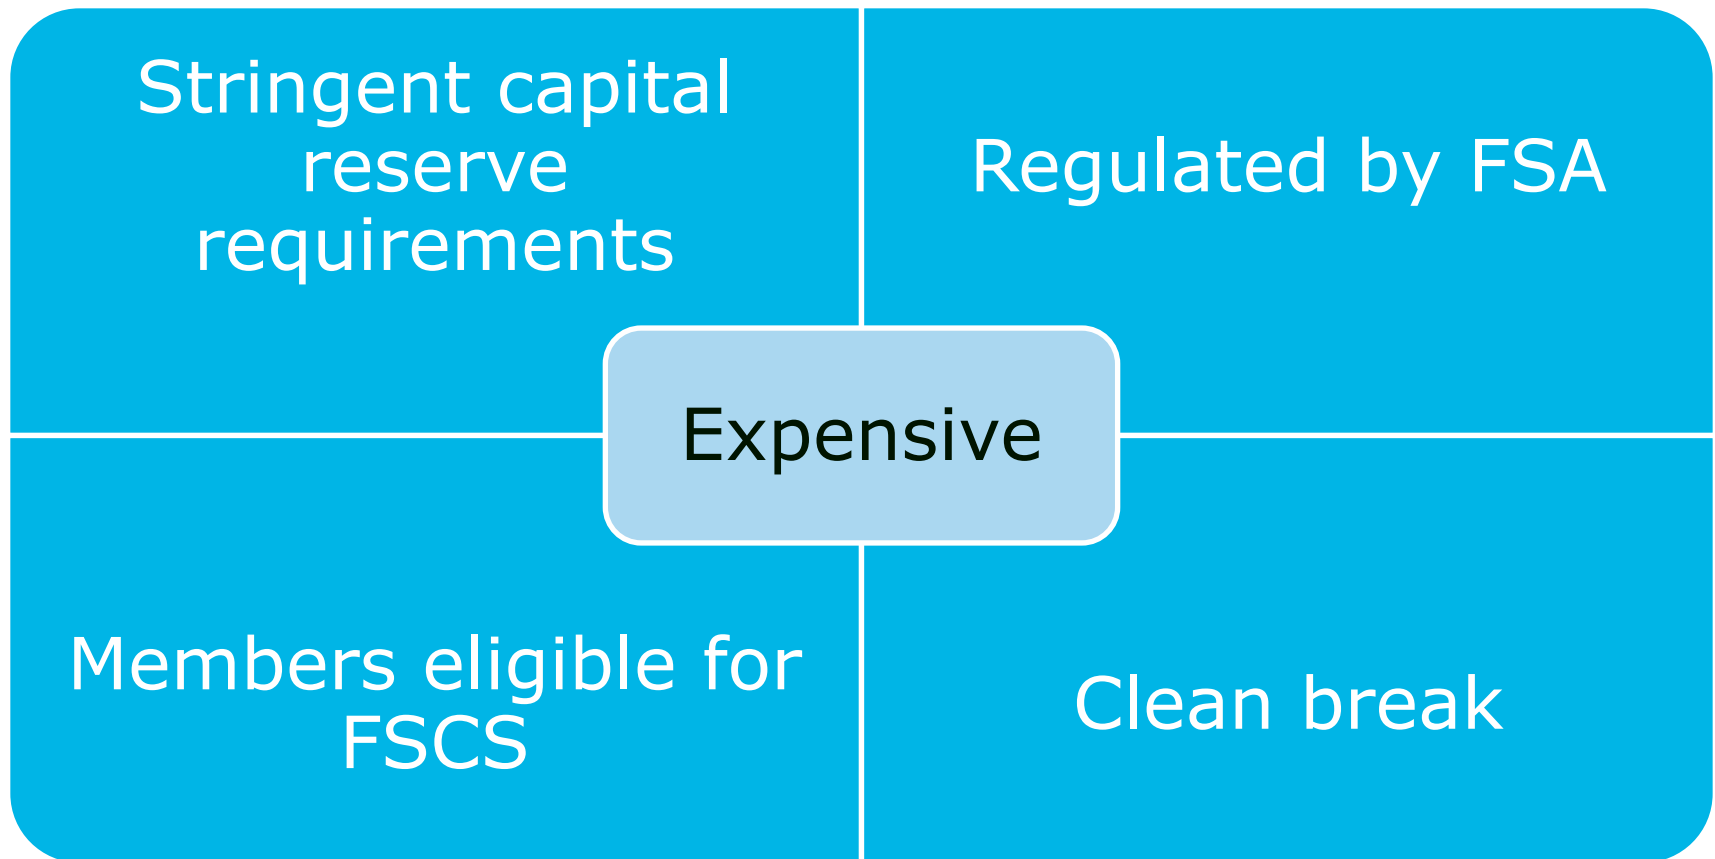 Stringent capital
reserve
requirements
Regulated by FSA
Expensive
Members eligible for
FSCS
Clean break